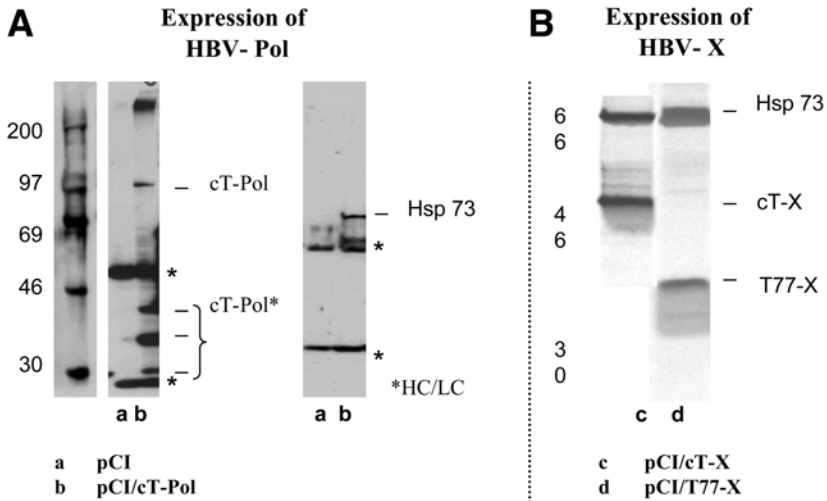 A
Expression of
HBV- Pol
200
97
69
46
30
cT-Pol
*
cT-Pol*
*
Hsp 73
*
*
*HC/LC
a b
a b
a pCI
b pCI/cT-Pol
B
Expression of
HBV- X
6
6
4
6
3
0
Hsp 73
cT-X
T77-X
c d
c pCI/cT-X
d pCI/T77-X